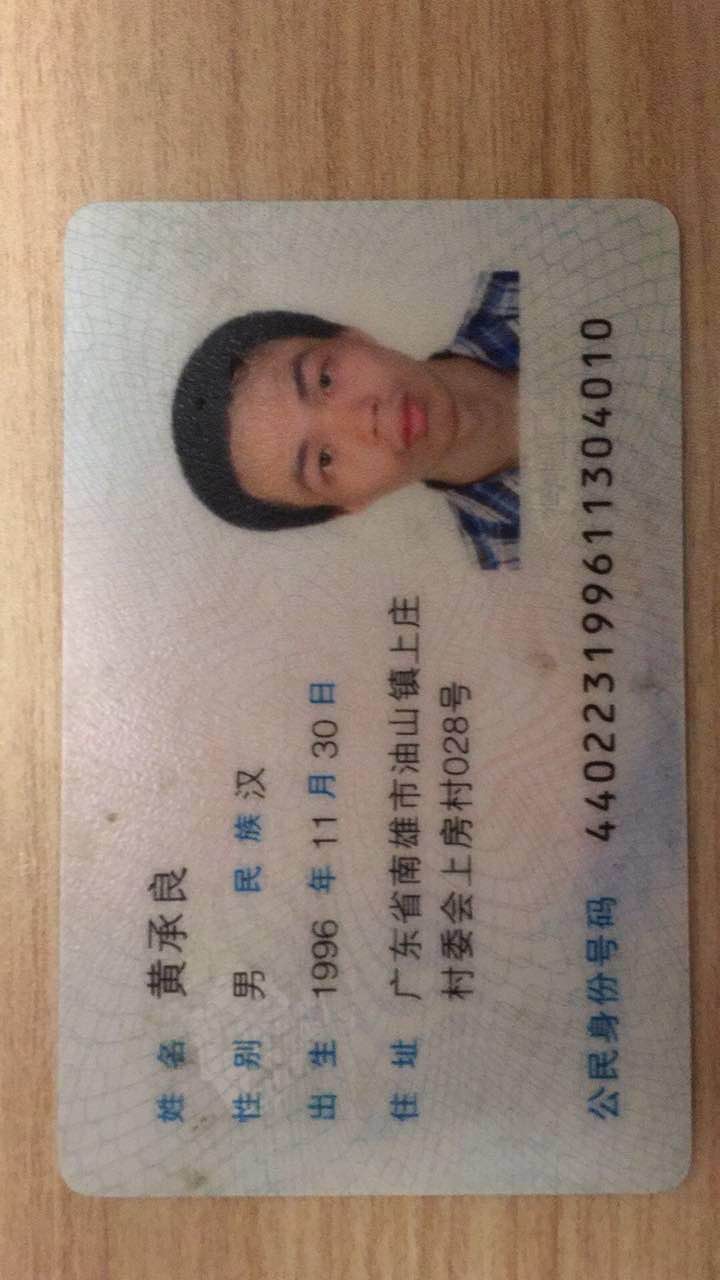 姓名 黄承良
性别 男 民族 汉
出生 1996 年 11 月 30 日
住址 广东省南雄市油山镇上庄
村委会上房村028号
公民身份号码 440223199611304010